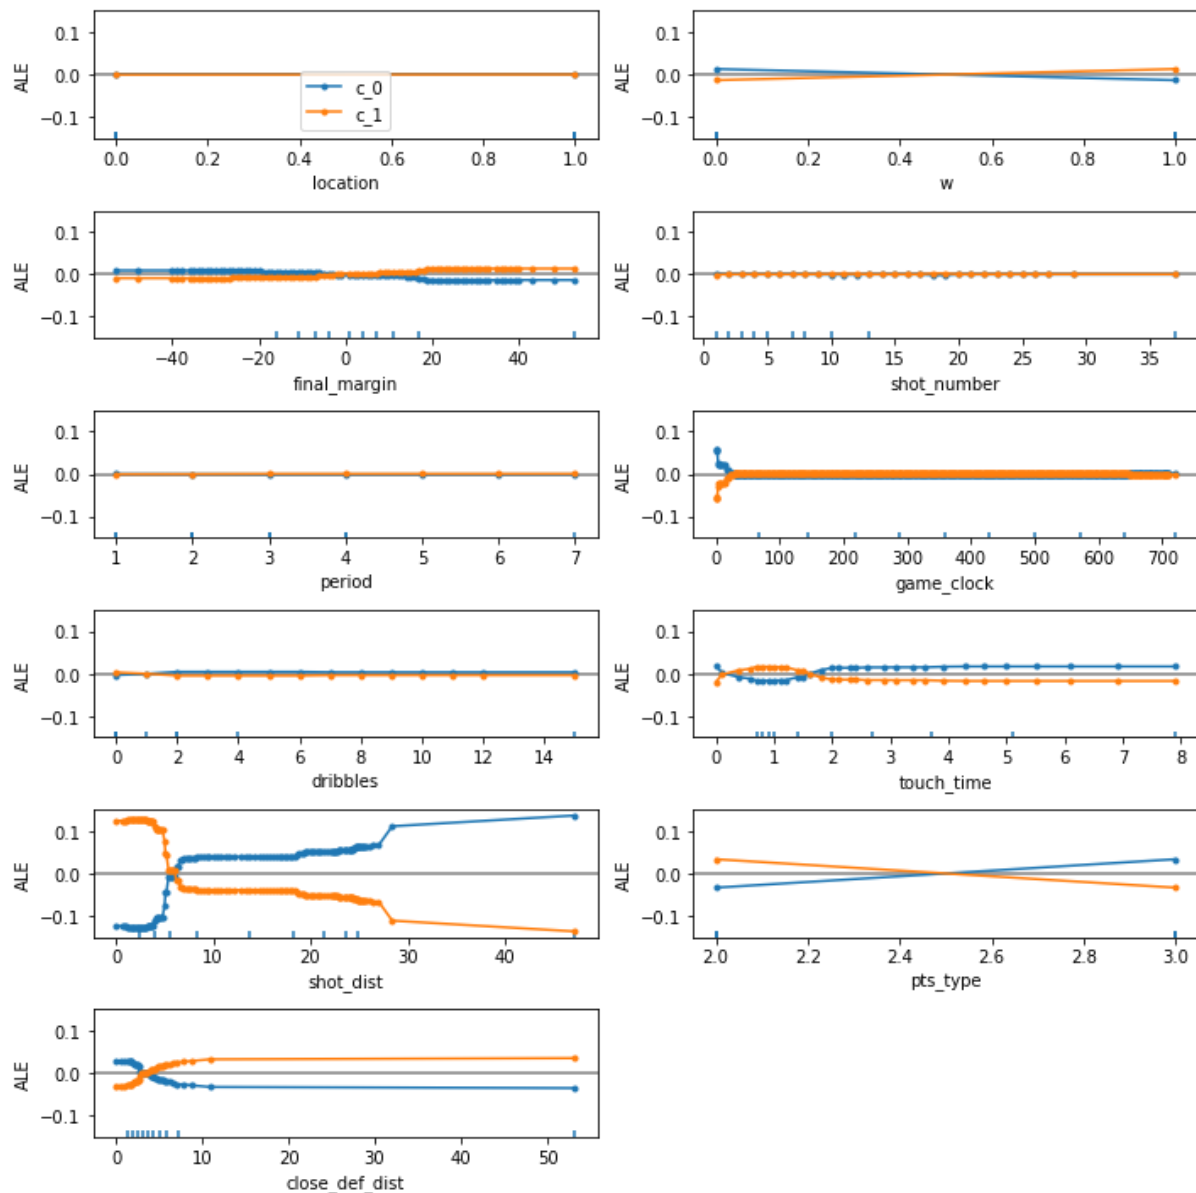 0.1
0.0
−0.1
ALE
c_0
c_1
0.0 0.2 0.4 0.6 0.8 1.0
location
0.1
0.0
−0.1
ALE
0.0 0.2 0.4 0.6 0.8 1.0
w
0.1
0.0
−0.1
ALE
−40 −20 0 20 40
final_margin
0.1
0.0
−0.1
ALE
0 5 10 15 20 25 30 35
shot_number
0.1
0.0
−0.1
ALE
1 2 3 4 5 6 7
period
0.1
0.0
−0.1
ALE
0 100 200 300 400 500 600 700
game_clock
0.1
0.0
−0.1
ALE
0 2 4 6 8 10 12 14
dribbles
0.1
0.0
−0.1
ALE
0 1 2 3 4 5 6 7 8
touch_time
0.1
0.0
−0.1
ALE
0 10 20 30 40
shot_dist
0.1
0.0
−0.1
ALE
2.0 2.2 2.4 2.6 2.8 3.0
pts_type
0.1
0.0
−0.1
ALE
0 10 20 30 40 50
close_def_dist